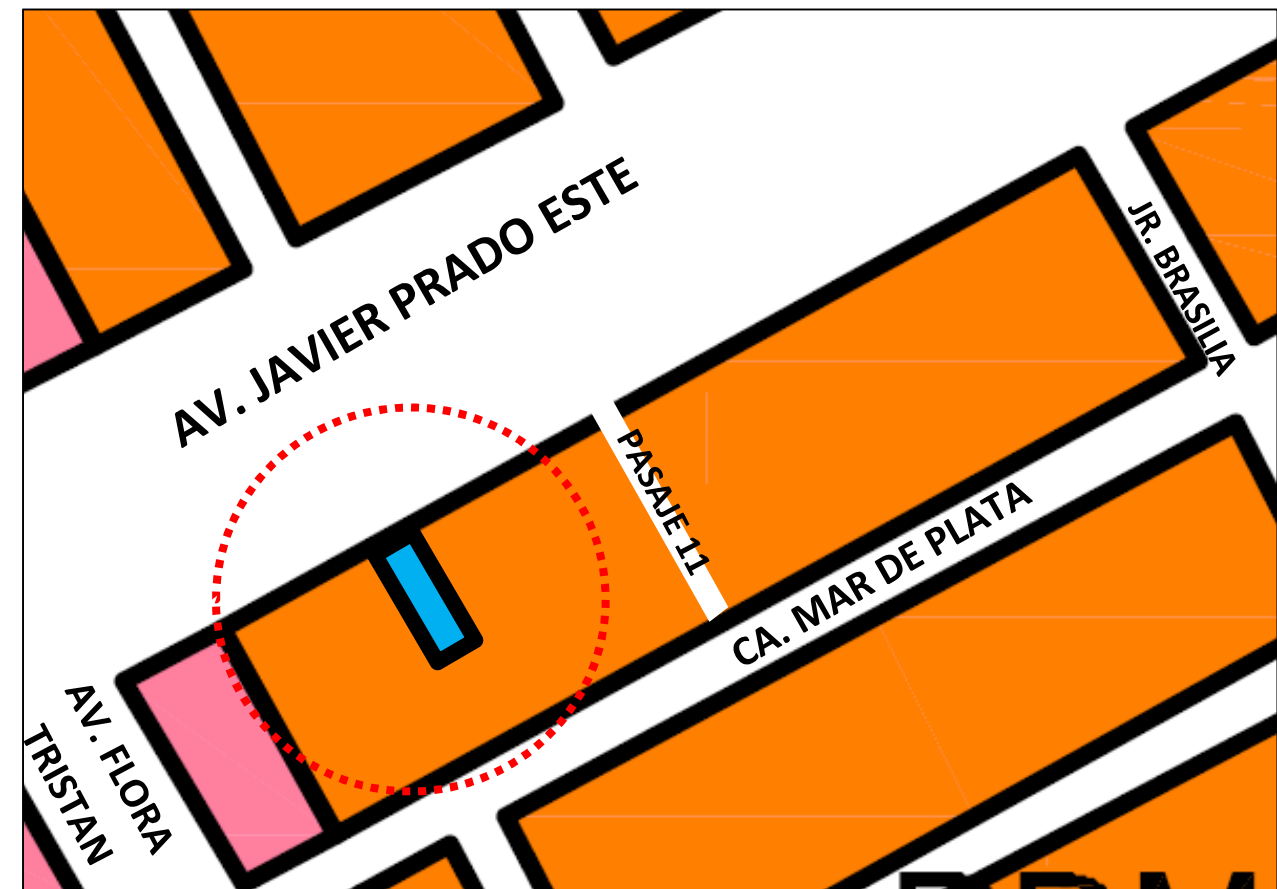 AV. JAVIER PRADO ESTE
JR. BRASILIA
PASAJE 11
CA. MAR DE PLATA
AV. FLORA
TRISTAN